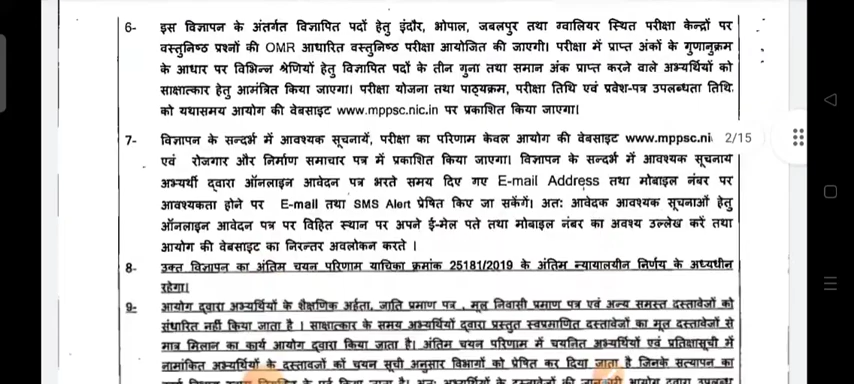 6- इस विज्ञापन के अंतर्गत विज्ञापित पदों हेतु इंदौर, भोपाल, जबलपुर तथा ग्वालियर स्थित परीक्षा केन्द्रों पर
वस्तुनिष्ठ प्रश्नों की OMR आधारित वस्तुनिष्ठ परीक्षा आयोजित की जाएगी। परीक्षा में प्राप्त अंकों के गुणानुक्रम
के आधार पर विभिन्न श्रेणियों हेतु विज्ञापित पदों के तीन गुना तथा समान अंक प्राप्त करने वाले अभ्यर्थियों को
साक्षात्कार हेतु आमंत्रित किया जाएगा। परीक्षा योजना तथा पाठ्यक्रम, परीक्षा तिथि एवं प्रवेश-पत्र उपलब्धता तिथि
को यथासमय आयोग की वेबसाइट www.mppsc.nic.in पर प्रकाशित किया जाएगा।
7- विज्ञापन के सन्दर्भ में आवश्यक सूचनायें, परीक्षा का परिणाम केवल आयोग की वेबसाइट www.mppsc.ni 2/15
एवं रोजगार और निर्माण समाचार पत्र में प्रकाशित किया जाएगा। विज्ञापन के सन्दर्भ में आवश्यक सूचनाये
अभ्यर्थी द्वारा ऑनलाइन आवेदन पत्र भरते समय दिए गए E-mail Address तथा मोबाइल नंबर पर
आवश्यकता होने पर E-mail तथा SMS Alert प्रेषित किए जा सकेंगें। अतः आवेदक आवश्यक सूचनाओं हेतु
ऑनलाइन आवेदन पत्र पर विहित स्थान पर अपने ई-मेल पते तथा मोबाईल नंबर का अवश्य उल्लेख करें तथा
आयोग की वेबसाइट का निरन्तर अवलोकन करते ।
8- उक्त विज्ञापन का अंतिम चयन परिणाम याचिका क्रमांक 25181/2019 के अंतिम न्यायालयीन निर्णय के अध्यधीन
रहेगा।
9- आयोग द्वारा अभ्यर्थियों के शैक्षणिक अर्हता, जाति प्रमाण पत्र , मूल निवासी प्रमाण पत्र एवं अन्य समस्त दस्तावेजों को
संधारित नहीं किया जाता है । साक्षात्कार के समय अभ्यर्थियों द्वारा प्रस्तुत स्वप्रमाणित दस्तावेजों का मूल दस्तावेजों से
मात्र मिलान का कार्य आयोग द्वारा किया जाता है। अंतिम चयन परिणाम में चयनित अभ्यर्थियों एवं प्रतिक्षासूची में
नामांकित अभ्यर्थियों के दस्तावजों को चयन सूची अनुसार विभागों को प्रेषित कर दिया जाता है जिनके सत्यापन का